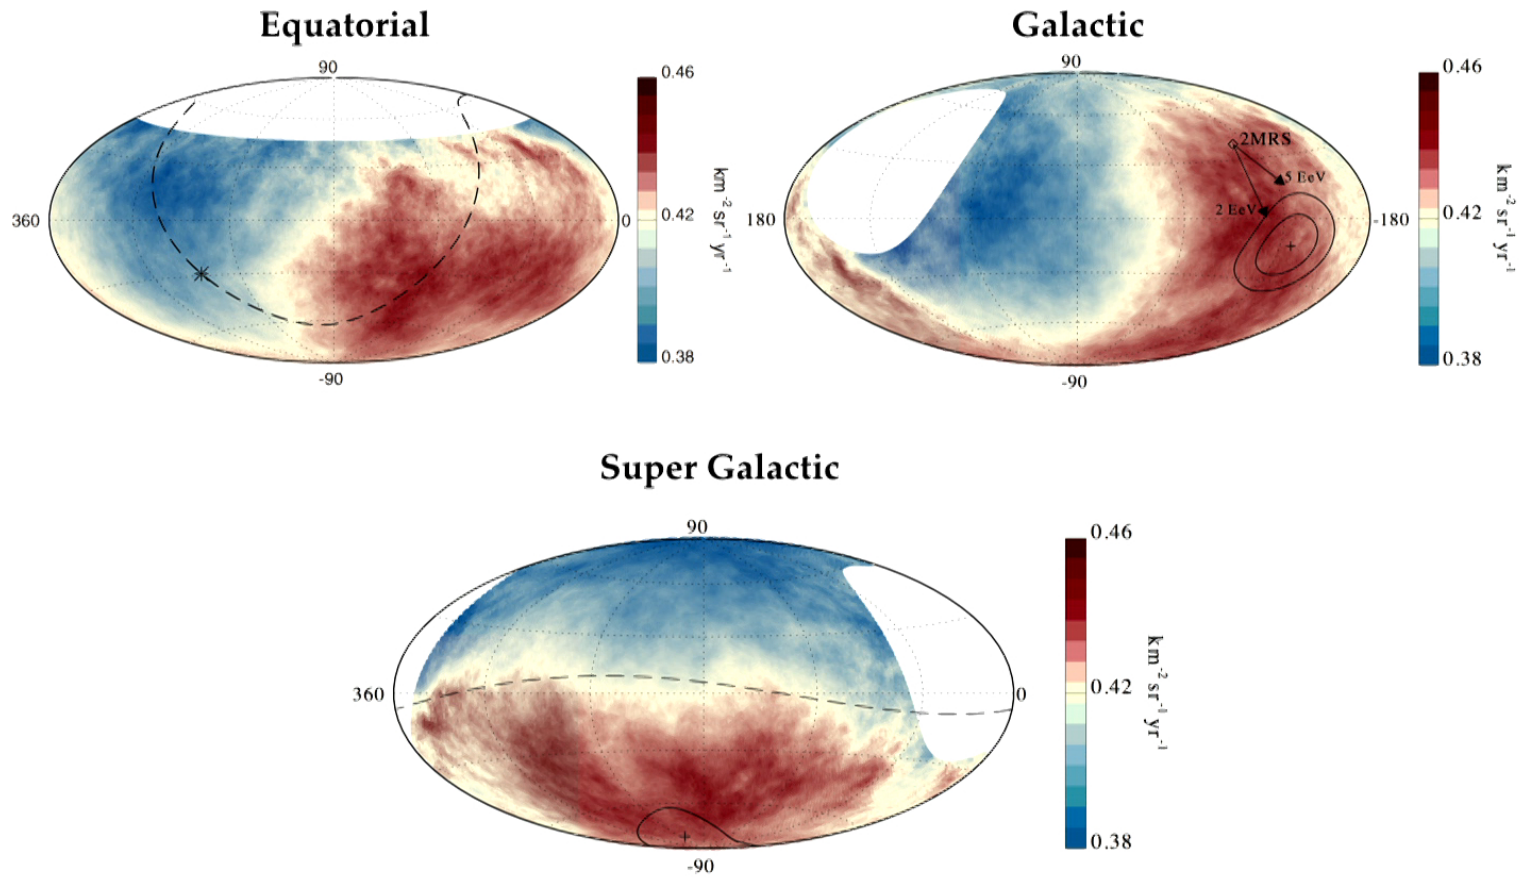 Equatorial
90
0.46
360
0
0.42
0.38
-90
km-2 sr-1 yr-1
Galactic
90
0.46
2MRS
5 EeV
2 EeV
180
-180
0.42
0.38
-90
km-2 sr-1 yr-1
Super Galactic
90
0.46
360
0
0.42
0.38
-90
km-2 sr-1 yr-1